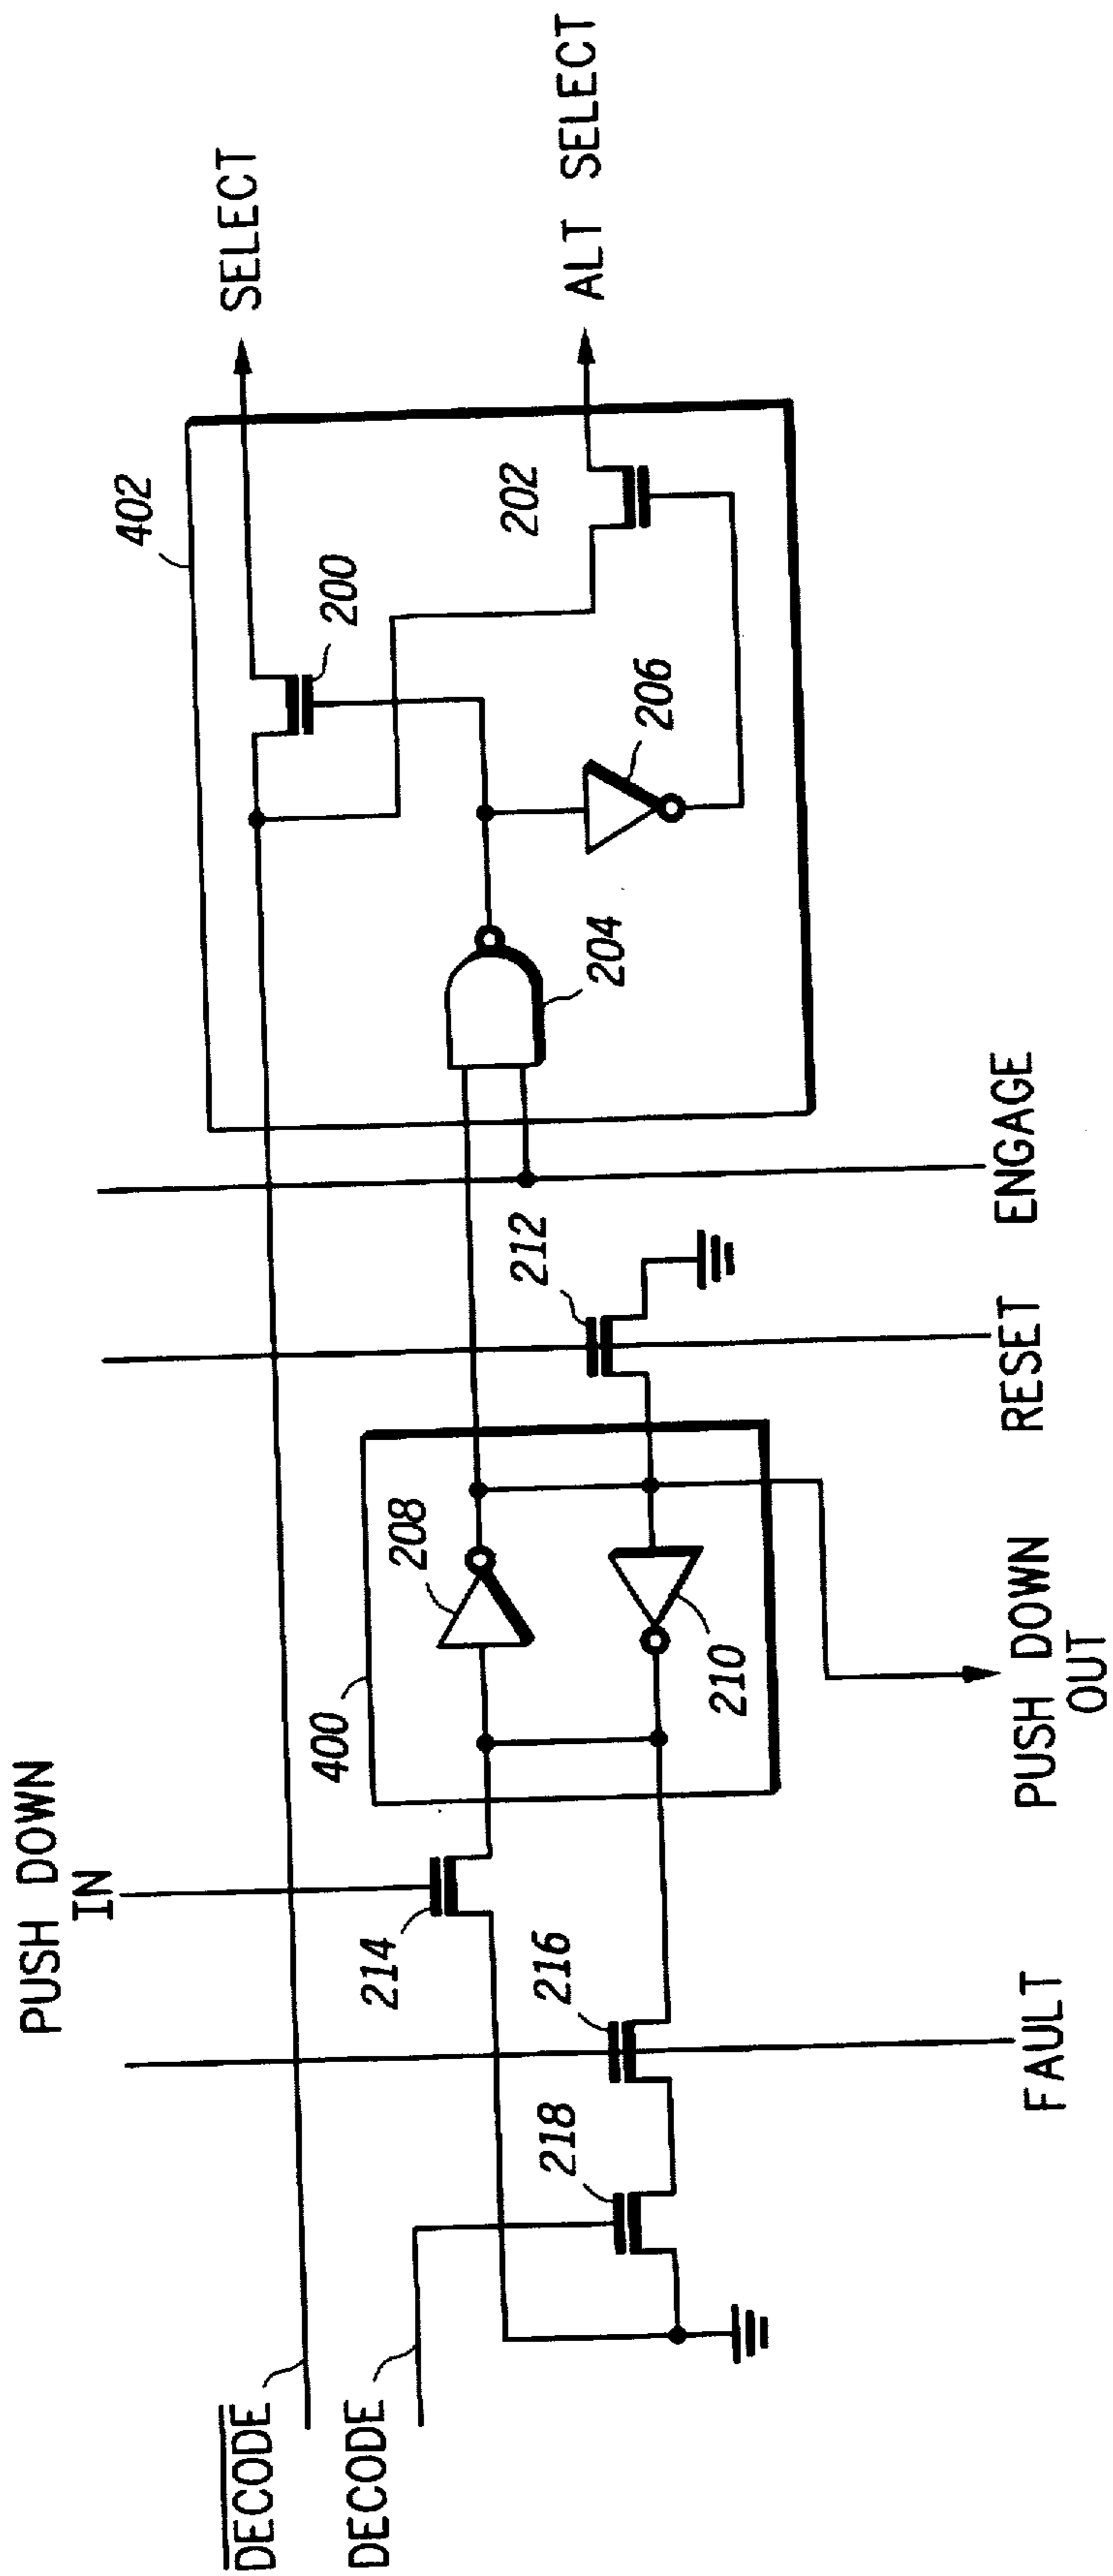 PUSH DOWN
IN
DECODE
DECODE
SELECT
ALT SELECT
402
200
202
206
204
212
208
400
210
214
216
218
FAULT
PUSH DOWN
OUT
RESET
ENGAGE